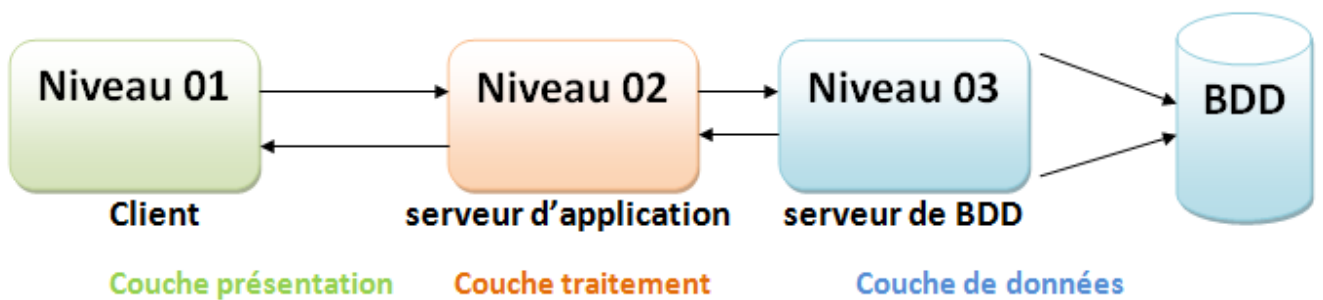 Niveau 01
Niveau 02
Niveau 03
BDD
Client
serveur d'application
serveur de BDD
Couche présentation
Couche traitement
Couche de données